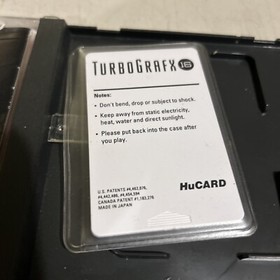 TURBOGRAFX 16
Notes:
• Don't bend, drop or subject to shock.
• Keep away from static electricity,
heat, water and direct sunlight.
• Please put back into the case after
you play.
HuCARD
U.S. PATENTS #4,462,076,
#4,443,486, #4,454,594
CANADA PATENT #1,183,276
MADE IN JAPAN